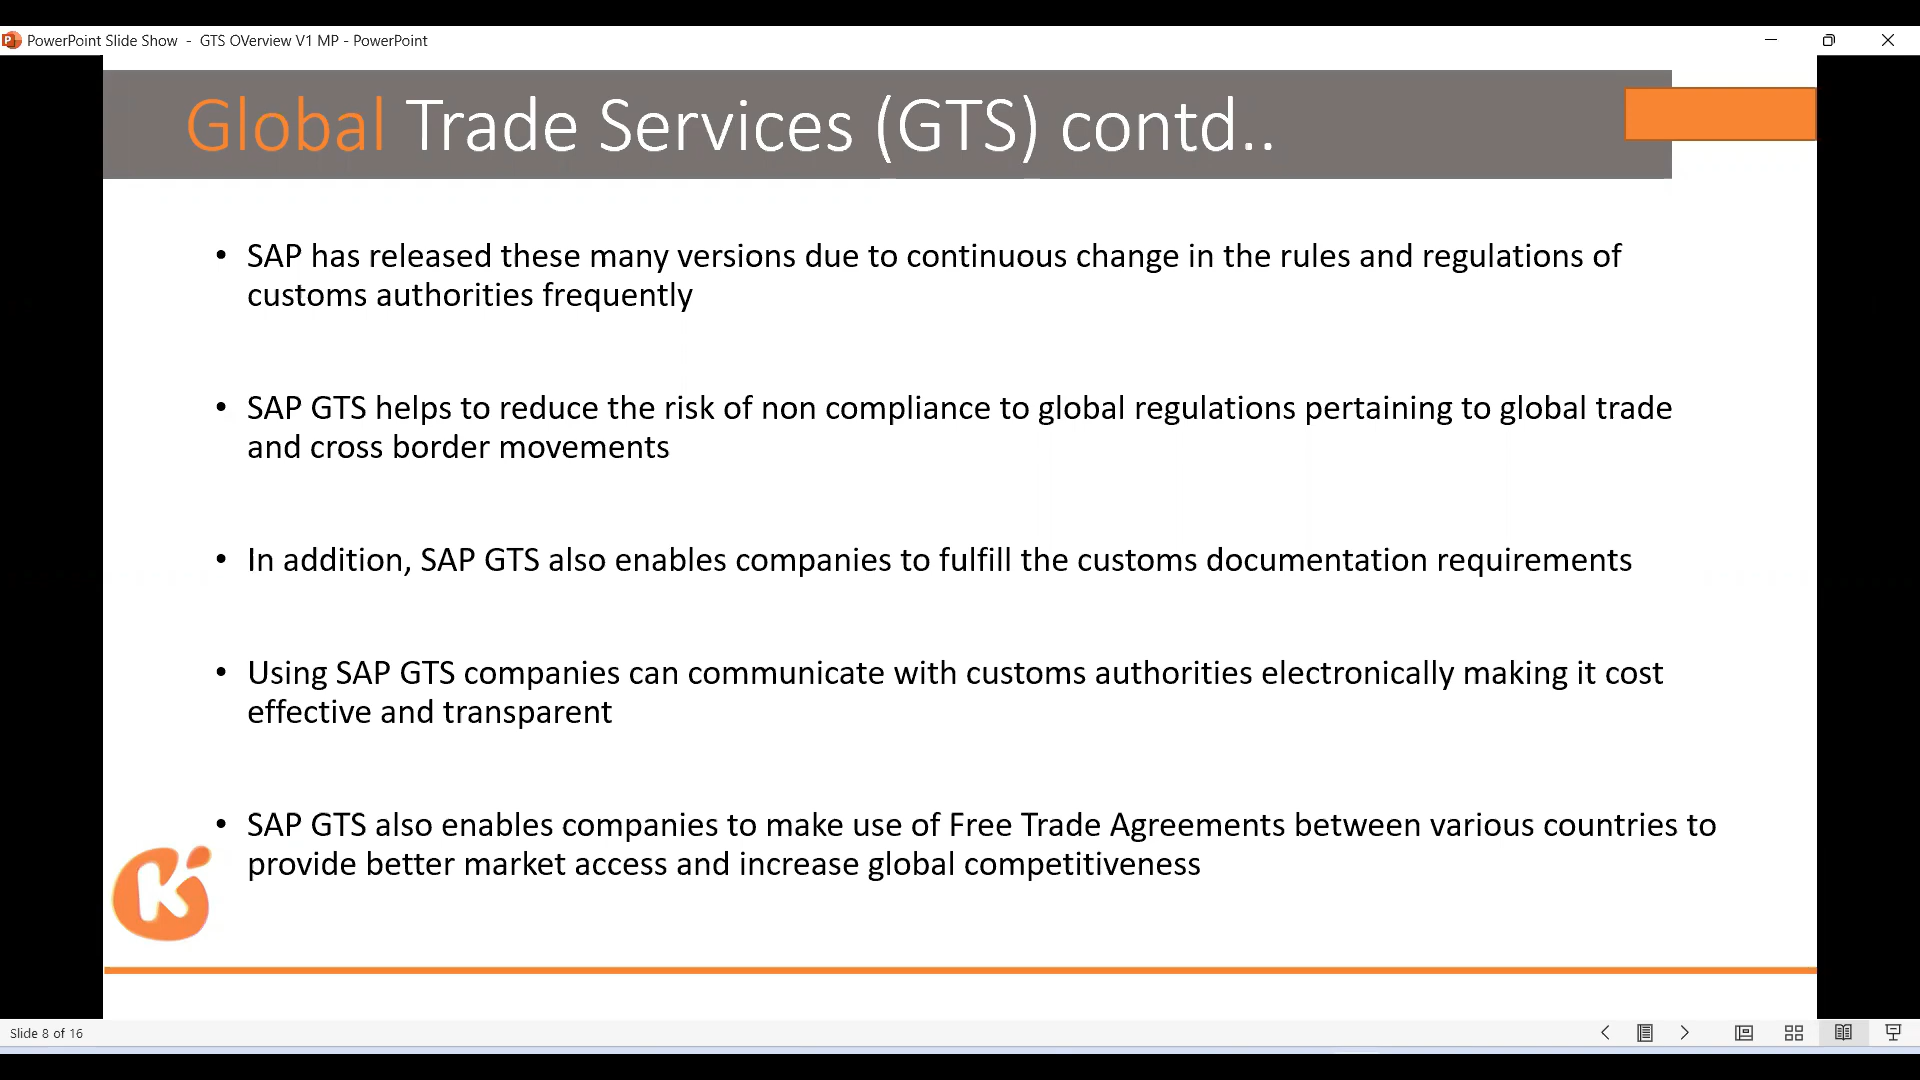 PowerPoint Slide Show - GTS OVerview V1 MP - PowerPoint
Global Trade Services (GTS) contd..
• SAP has released these many versions due to continuous change in the rules and regulations of
customs authorities frequently
• SAP GTS helps to reduce the risk of non compliance to global regulations pertaining to global trade
and cross border movements
• In addition, SAP GTS also enables companies to fulfill the customs documentation requirements
• Using SAP GTS companies can communicate with customs authorities electronically making it cost
effective and transparent
• SAP GTS also enables companies to make use of Free Trade Agreements between various countries to
provide better market access and increase global competitiveness
K
Slide 8 of 16